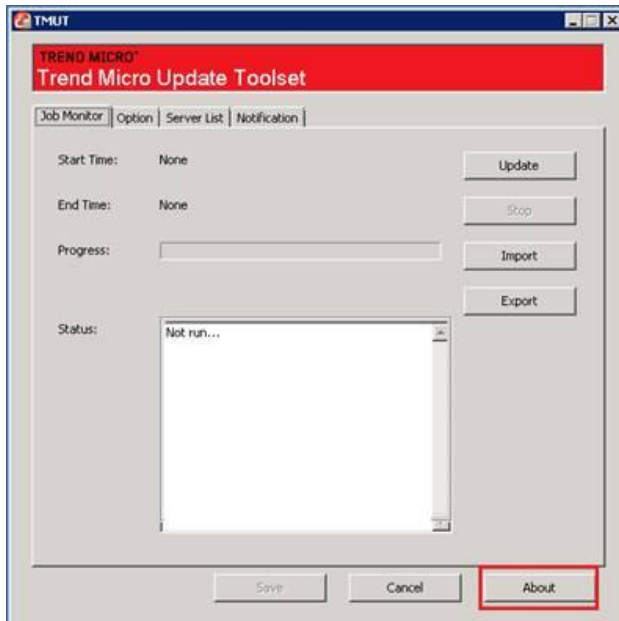 TMUT
TREND MICRO™
Trend Micro Update Toolset
Job Monitor Option Server List Notification
Start Time: None
Update
End Time: None
Stop
Progress:
Import
Export
Status:
Not run...
Save Cancel About